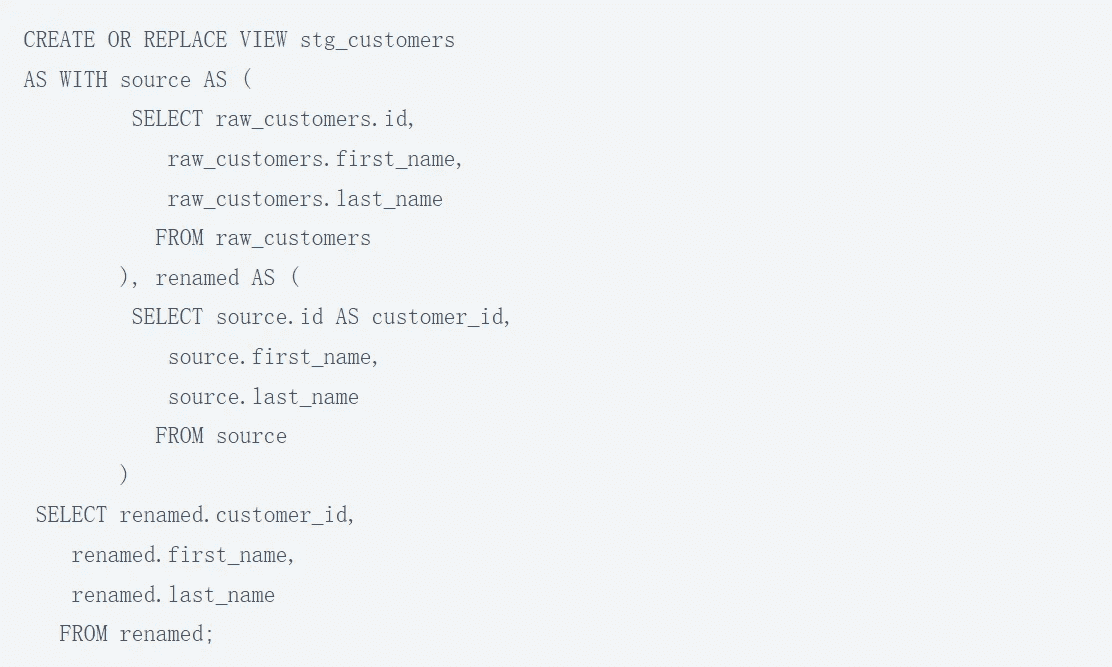 CREATE OR REPLACE VIEW stg_customers
AS WITH source AS (
         SELECT raw_customers.id,
            raw_customers.first_name,
            raw_customers.last_name
           FROM raw_customers
        ), renamed AS (
         SELECT source.id AS customer_id,
            source.first_name,
            source.last_name
           FROM source
        )
 SELECT renamed.customer_id,
    renamed.first_name,
    renamed.last_name
   FROM renamed;